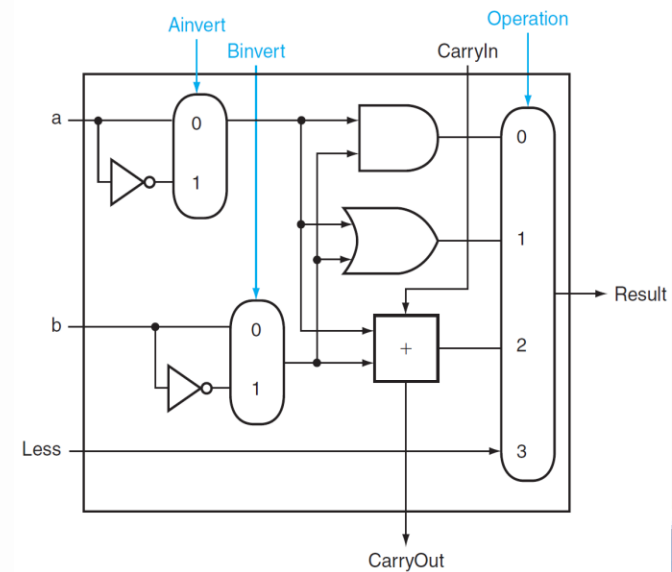 Operation
Ainvert
Binvert
CarryIn
a
0
1
0
1
b
0
1
+
2
Less
3
Result
CarryOut